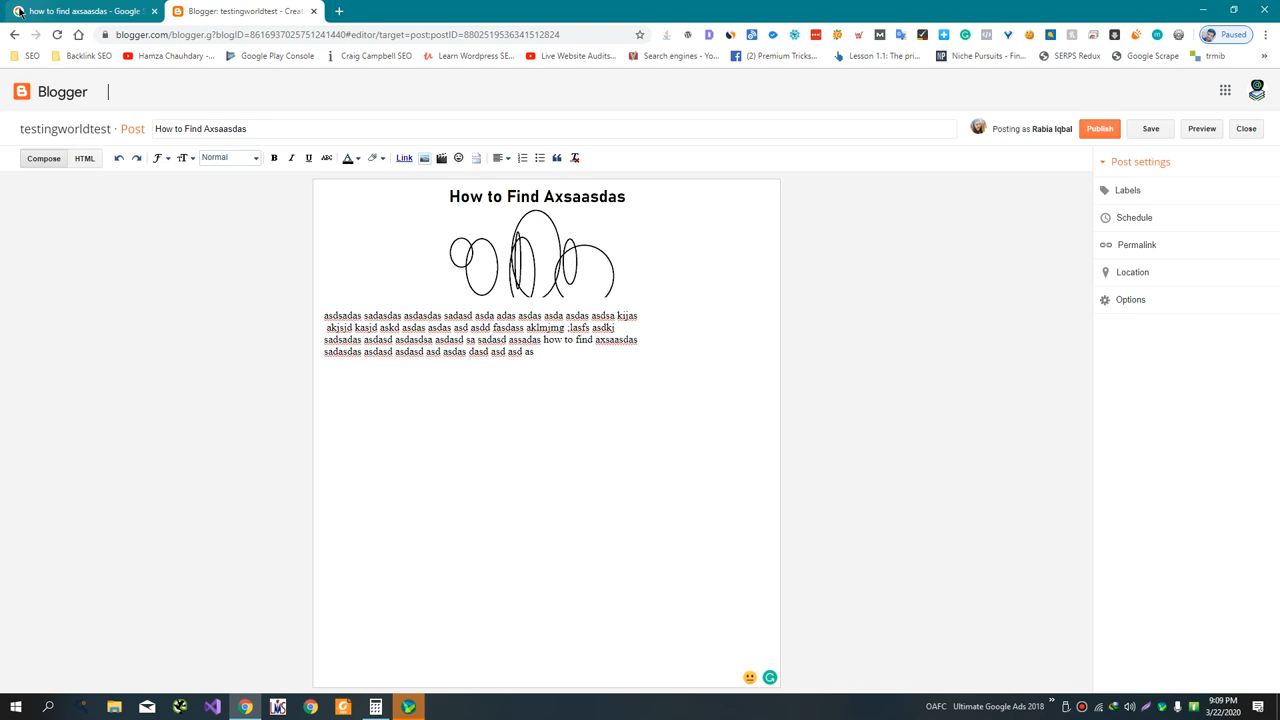 how to find axsaasdas - Google S
Blogger: testingworldtest - Creat
blogger.com/blogger.g?blogID=861693702575124​1440#editor/target=post;postID=8802519536341512824
Paused
SEO
Backlink SEO
Hamza Chauhdary - ...
Google Play Console
Craig Campbell SEO
Learn Wordpress SE...
Live Website Audits...
Search engines - Yo...
(2) Premium Tricks...
Lesson 1.1: The pri...
Niche Pursuits - Fin...
SERPS Redux
Google Scrape
trmib
Blogger
testingworldtest · Post
How to Find Axsaasdas
Posting as Rabia Iqbal
Publish
Save
Preview
Close
Compose
HTML
Normal
Link
Post settings
Labels
Schedule
Permalink
Location
Options
How to Find Axsaasdas
asdsadas sadasdas asdasdas sadasd asda adas asdas asda asdas asdsa kijas
akjsjd kasjd askd asdas asdas asd asdd fasdass aklmjmg ;lasfs asdkj
sadsadas asdasd asdasdsa asdasd sa sadasd assadas how to find axsaasdas
sadasdas asdasd asdasd asd asdas dasd asd asd as
OAFC Ultimate Google Ads 2018
9:09 PM
3/22/2020